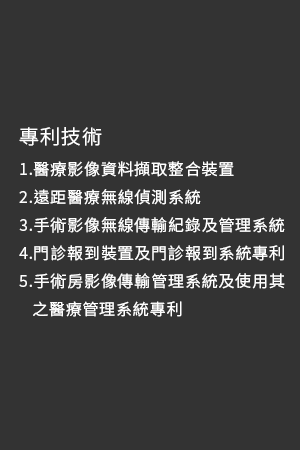 專利技術
1.醫療影像資料擷取整合裝置
2.遠距醫療無線偵測系統
3.手術影像無線傳輸紀錄及管理系統
4.門診報到裝置及門診報到系統專利
5.手術房影像傳輸管理系統及使用其
之醫療管理系統專利